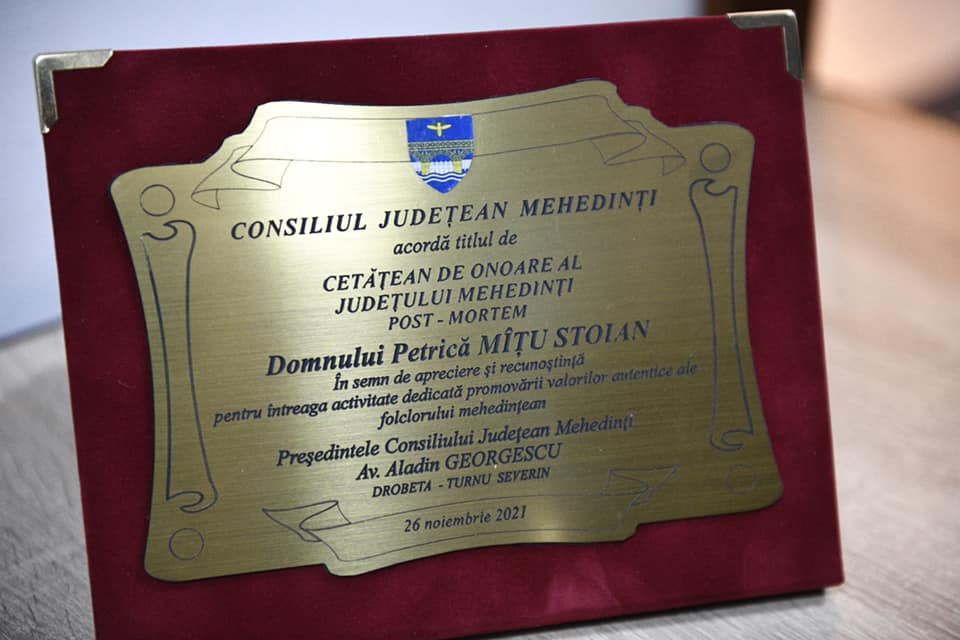 CONSILIUL JUDEȚEAN MEHEDINȚI
acordă titlul de
CETĂȚEAN DE ONOARE AL
JUDEȚULUI MEHEDINȚI
POST - MORTEM
Domnului Petrică MÎȚU STOIAN
În semn de apreciere și recunoștință
pentru întreaga activitate dedicată promovării valorilor autentice ale
folclorului mehedințean
Președintele Consiliului Județean Mehedinți
Av. Aladin GEORGESCU
DROBETA - TURNU SEVERIN
26 noiembrie 2021